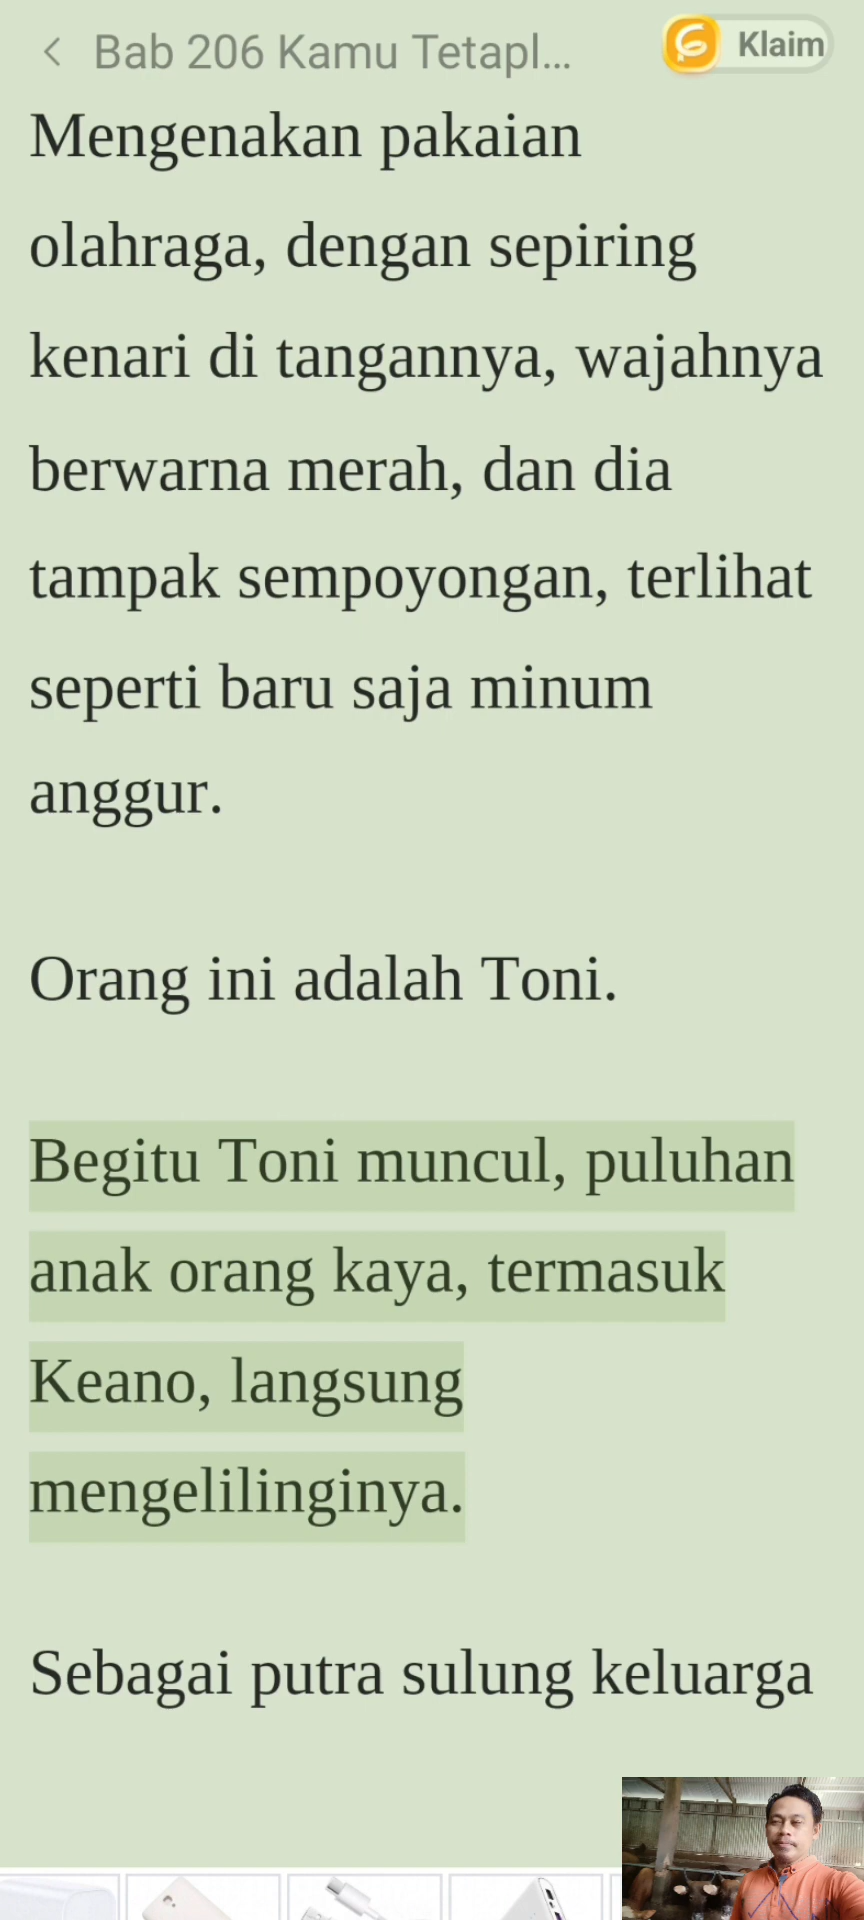 Bab 206 Kamu Tetapl...
Klaim
Mengenakan pakaian
olahraga, dengan sepiring
kenari di tangannya, wajahnya
berwarna merah, dan dia
tampak sempoyongan, terlihat
seperti baru saja minum
anggur.
Orang ini adalah Toni.
Begitu Toni muncul, puluhan
anak orang kaya, termasuk
Keano, langsung
mengelilinginya.
Sebagai putra sulung keluarga